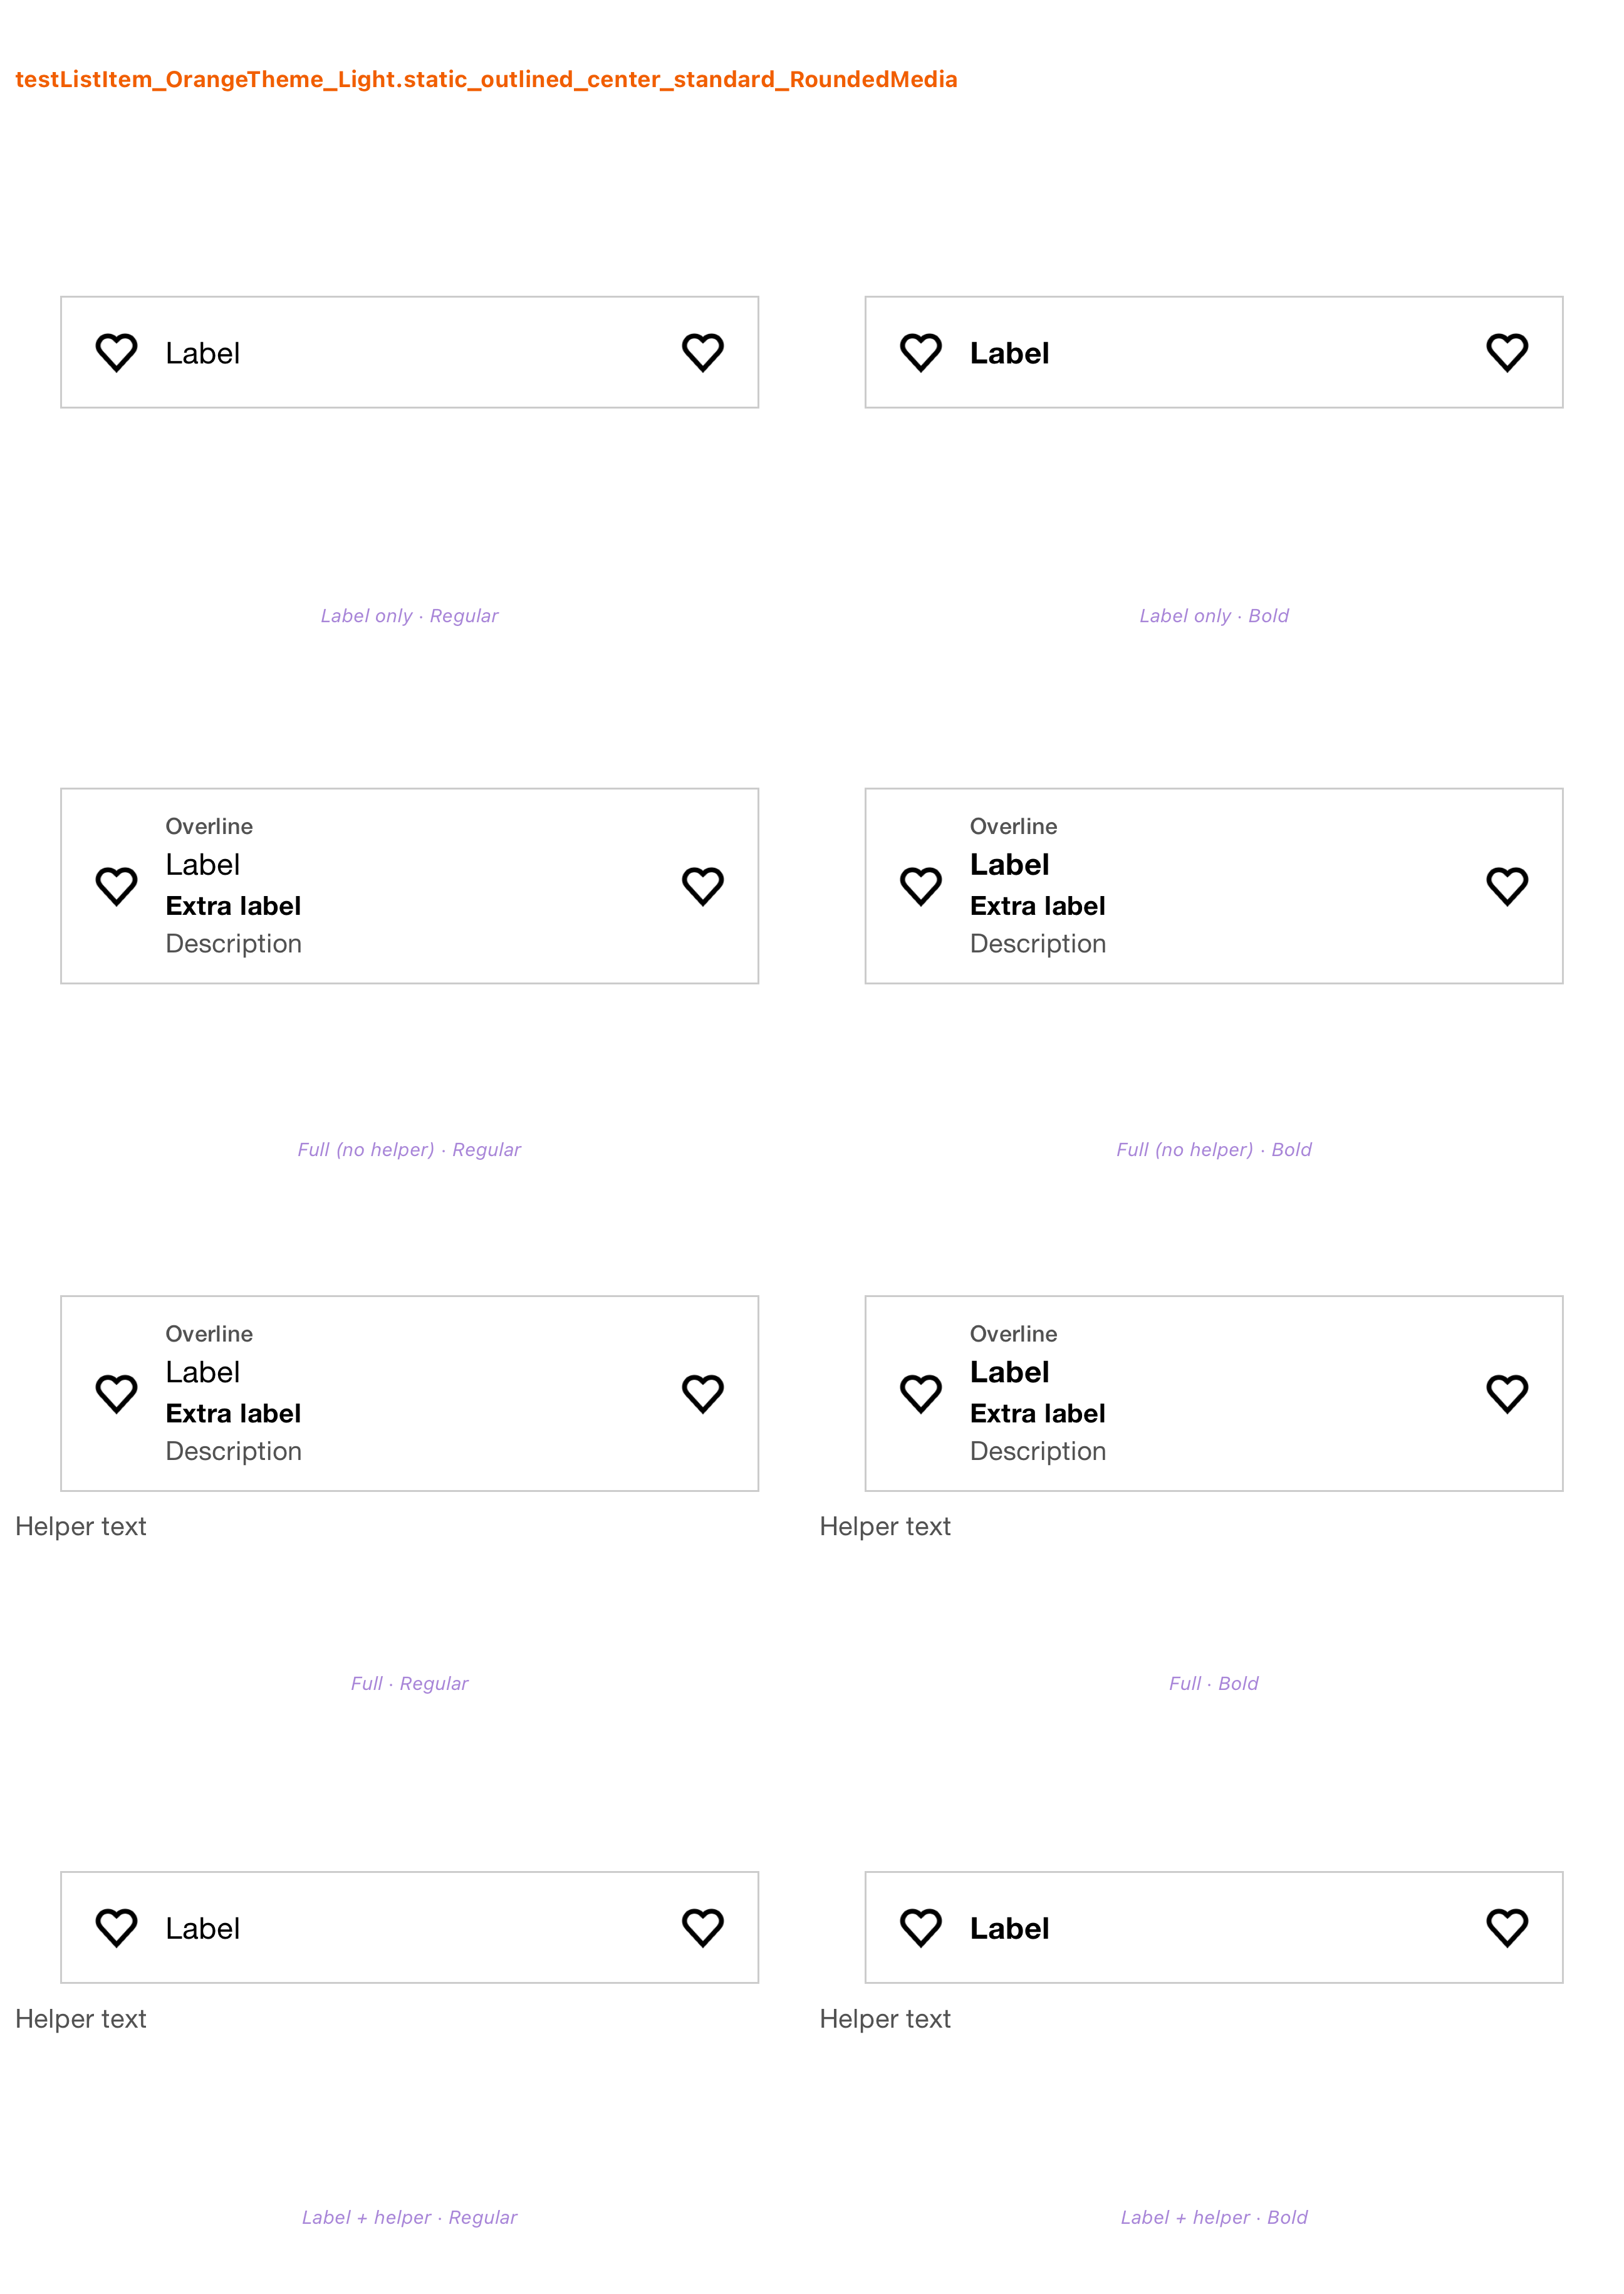 testListItem_OrangeTheme_Light.static_outlined_center_standard_RoundedMedia
Label
Label
Label only · Regular
Label only · Bold
Overline
Label
Extra label
Description
Overline
Label
Extra label
Description
Full (no helper) · Regular
Full (no helper) · Bold
Overline
Label
Extra label
Description
Helper text
Overline
Label
Extra label
Description
Helper text
Full · Regular
Full · Bold
Label
Helper text
Label
Helper text
Label + helper · Regular
Label + helper · Bold